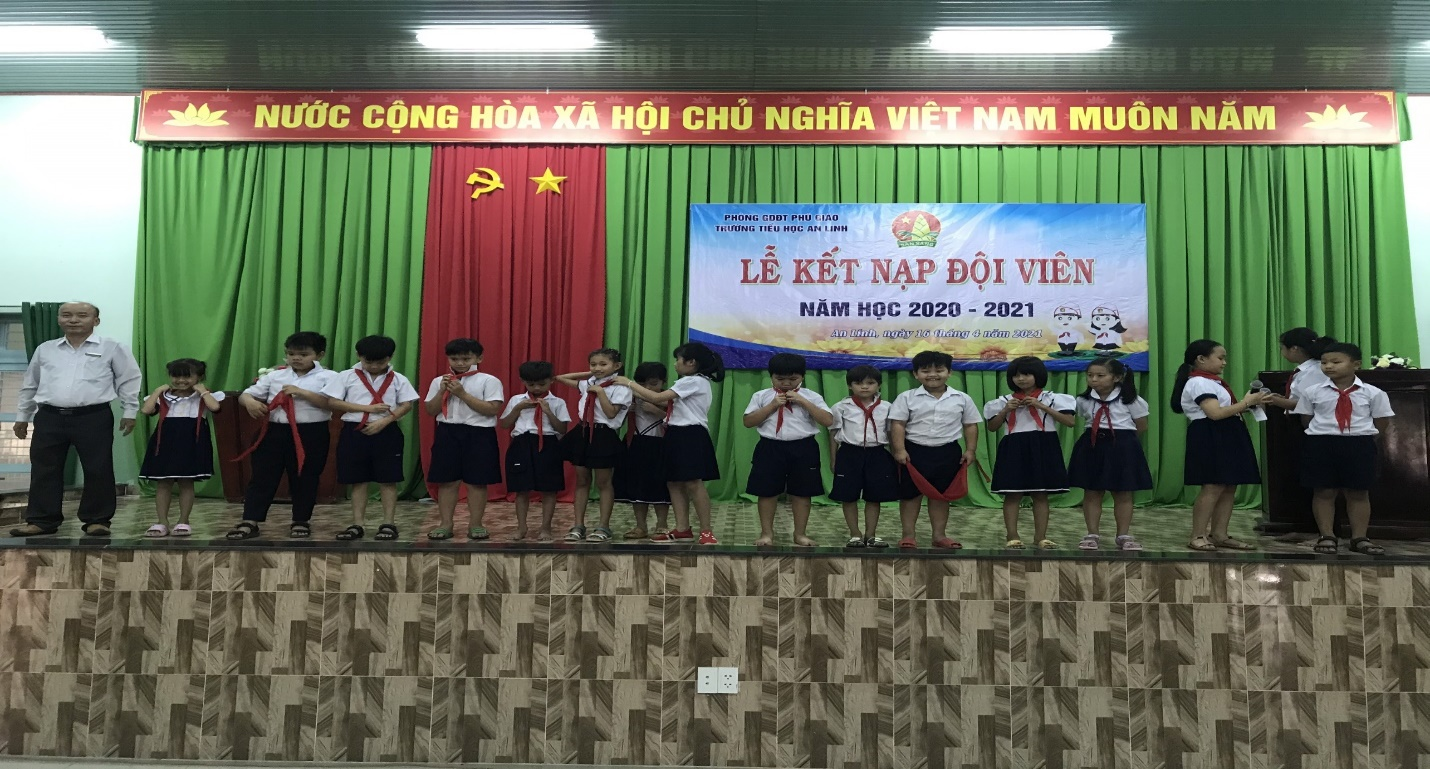 NƯỚC CỘNG HÒA XÃ HỘI CHỦ NGHĨA VIỆT NAM MUÔN NĂM
PHÒNG GDĐT PHÚ GIÁO
TRƯỜNG TIỂU HỌC AN LINH
LỄ KẾT NẠP ĐỘI VIÊN
NĂM HỌC 2020 - 2021
An Linh, ngày 16 tháng 4 năm 2021